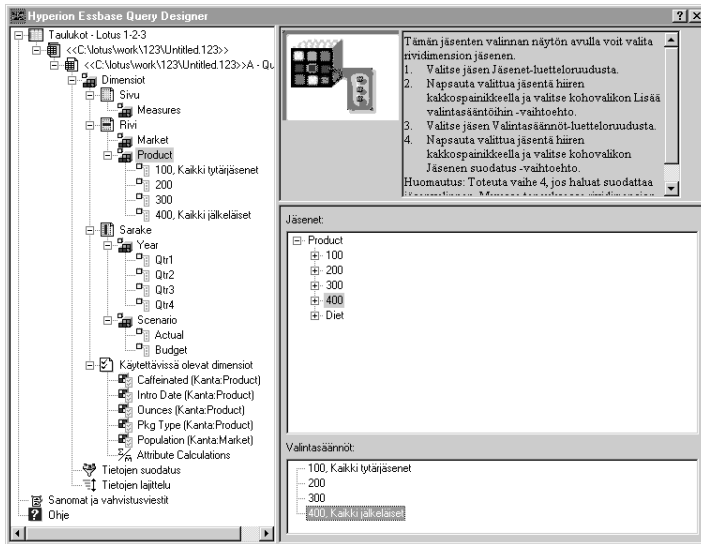 Hyperion Essbase Query Designer
Taulukot - Lotus 1-2-3
<<C:\lotus\work\123\Untitled.123>>
<<C:\lotus\work\123\Untitled.123>>A - Qu
Dimensiot
Sivu
Measures
Rivi
Market
Product
100, Kaikki tytärjäsenet
200
300
400, Kaikki jälkeläiset
Sarake
Year
Qtr1
Qtr2
Qtr3
Qtr4
Scenario
Actual
Budget
Käytettävissä olevat dimensiot
Caffeinated (Kanta:Product)
Intro Date (Kanta:Product)
Ounces (Kanta:Product)
Pkg Type (Kanta:Product)
Population (Kanta:Market)
Attribute Calculations
Tietojen suodatus
Tietojen lajittelu
Sanomat ja vahvistusviestit
Ohje
Tämän jäsenten valinnan näytön avulla voit valita
rividimension jäsenen.
1. Valitse jäsen Jäsenet-luetteloruudusta.
2. Napsauta valittua jäsentä hiiren
kakkospainikkeella ja valitse kohovalikon Lisää
valintasääntöihin -vaihtoehto.
3. Valitse jäsen Valintasäännöt-luetteloruudusta.
4. Napsauta valittua jäsentä hiiren
kakkospainikkeella ja valitse kohovalikon
Jäsenen suodatus -vaihtoehto.
Huomautus: Toteuta vaihe 4, jos haluat suodattaa
Jäsenet:
Product
100
200
300
400
Diet
Valintasäännöt:
100, Kaikki tytärjäsenet
200
300
400, Kaikki jälkeläiset